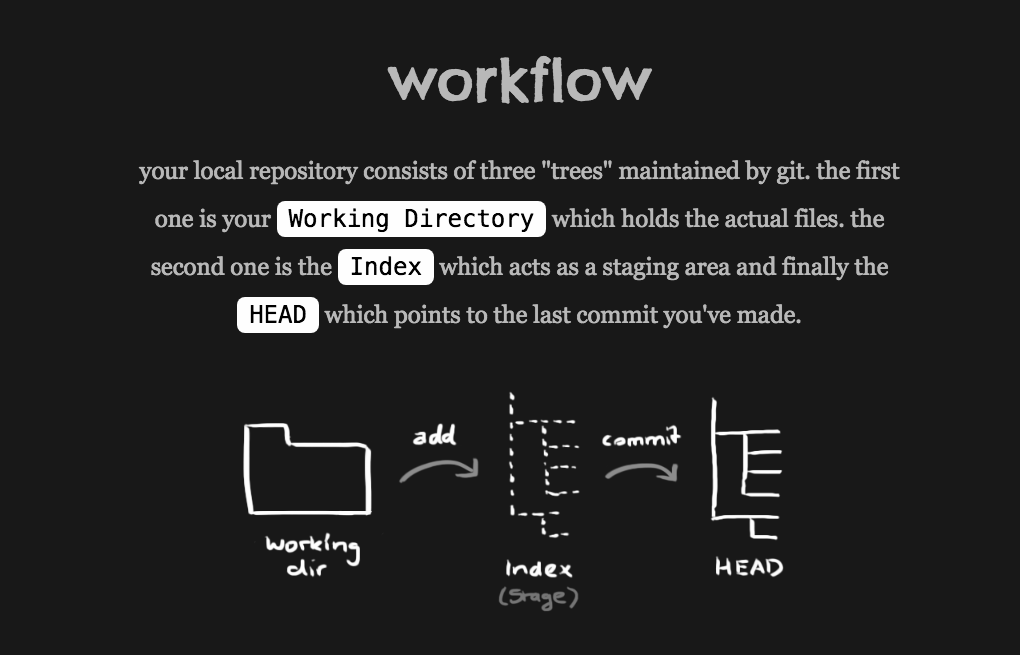 workflow
your local repository consists of three "trees" maintained by git. the first
one is your Working Directory which holds the actual files. the
second one is the Index which acts as a staging area and finally the
HEAD which points to the last commit you've made.
add
commit
working
dir
Index
(Stage)
HEAD